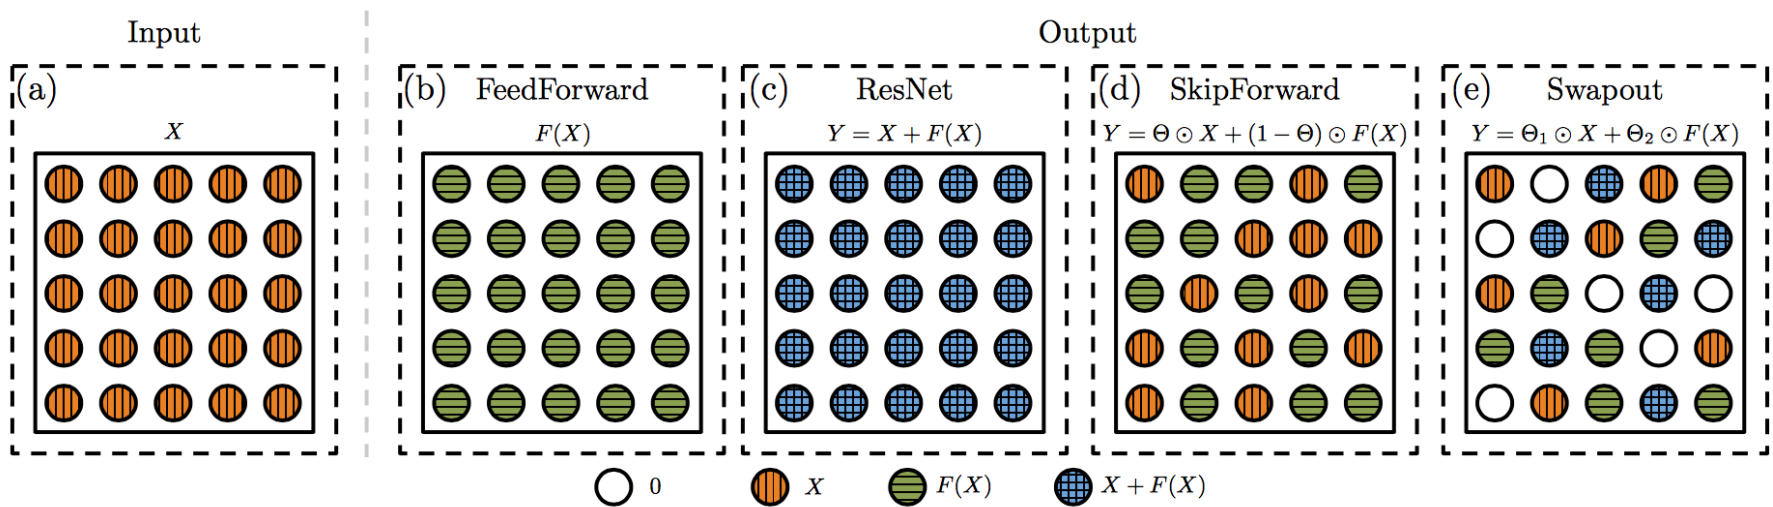 Input
Output
(a)
X
(b) FeedForward
F(X)
(c) ResNet
Y = X + F(X)
(d) SkipForward
Y = Θ ⊙ X + (1 − Θ) ⊙ F(X)
(e) Swapout
Y = Θ₁ ⊙ X + Θ₂ ⊙ F(X)
0 X F(X) X + F(X)